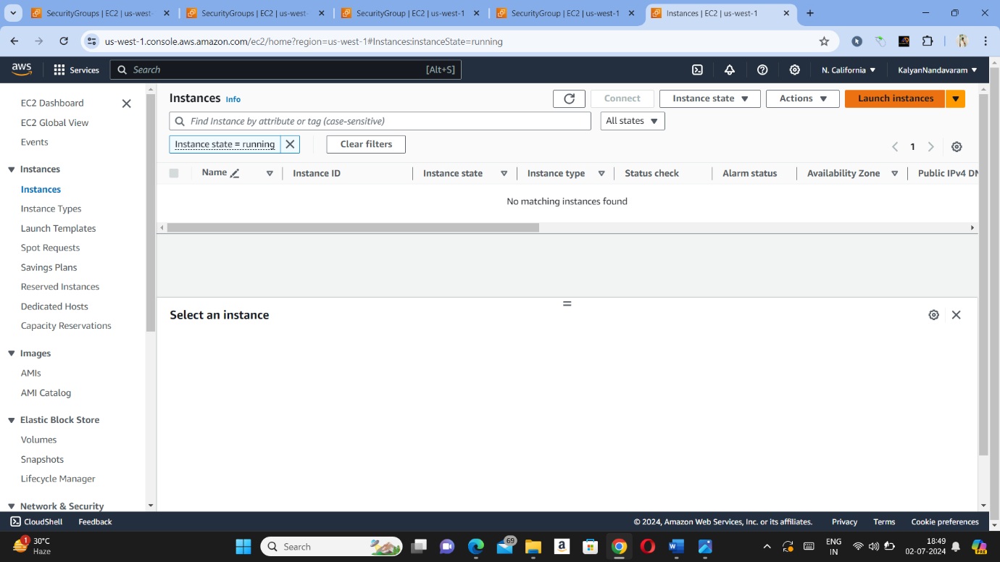 SecurityGroups | EC2 | us-west-
SecurityGroups | EC2 | us-west-
SecurityGroup | EC2 | us-west-1
SecurityGroup | EC2 | us-west-1
Instances | EC2 | us-west-1
us-west-1.console.aws.amazon.com/ec2/home?region=us-west-1#Instances:instanceState=running
aws
Services
Search
[Alt+S]
N. California
KalyanNandavaram
EC2 Dashboard
EC2 Global View
Events
Instances
Instances
Instance Types
Launch Templates
Spot Requests
Savings Plans
Reserved Instances
Dedicated Hosts
Capacity Reservations
Images
AMIs
AMI Catalog
Elastic Block Store
Volumes
Snapshots
Lifecycle Manager
Network & Security
Instances Info
Connect
Instance state
Actions
Launch instances
Find Instance by attribute or tag (case-sensitive)
All states
Instance state = running
Clear filters
1
Name
Instance ID
Instance state
Instance type
Status check
Alarm status
Availability Zone
Public IPv4 DN
No matching instances found
Select an instance
CloudShell
Feedback
© 2024, Amazon Web Services, Inc. or its affiliates.
Privacy
Terms
Cookie preferences
1
30°C
Haze
Search
69
a
W
ENG
IN
18:49
02-07-2024
PRE